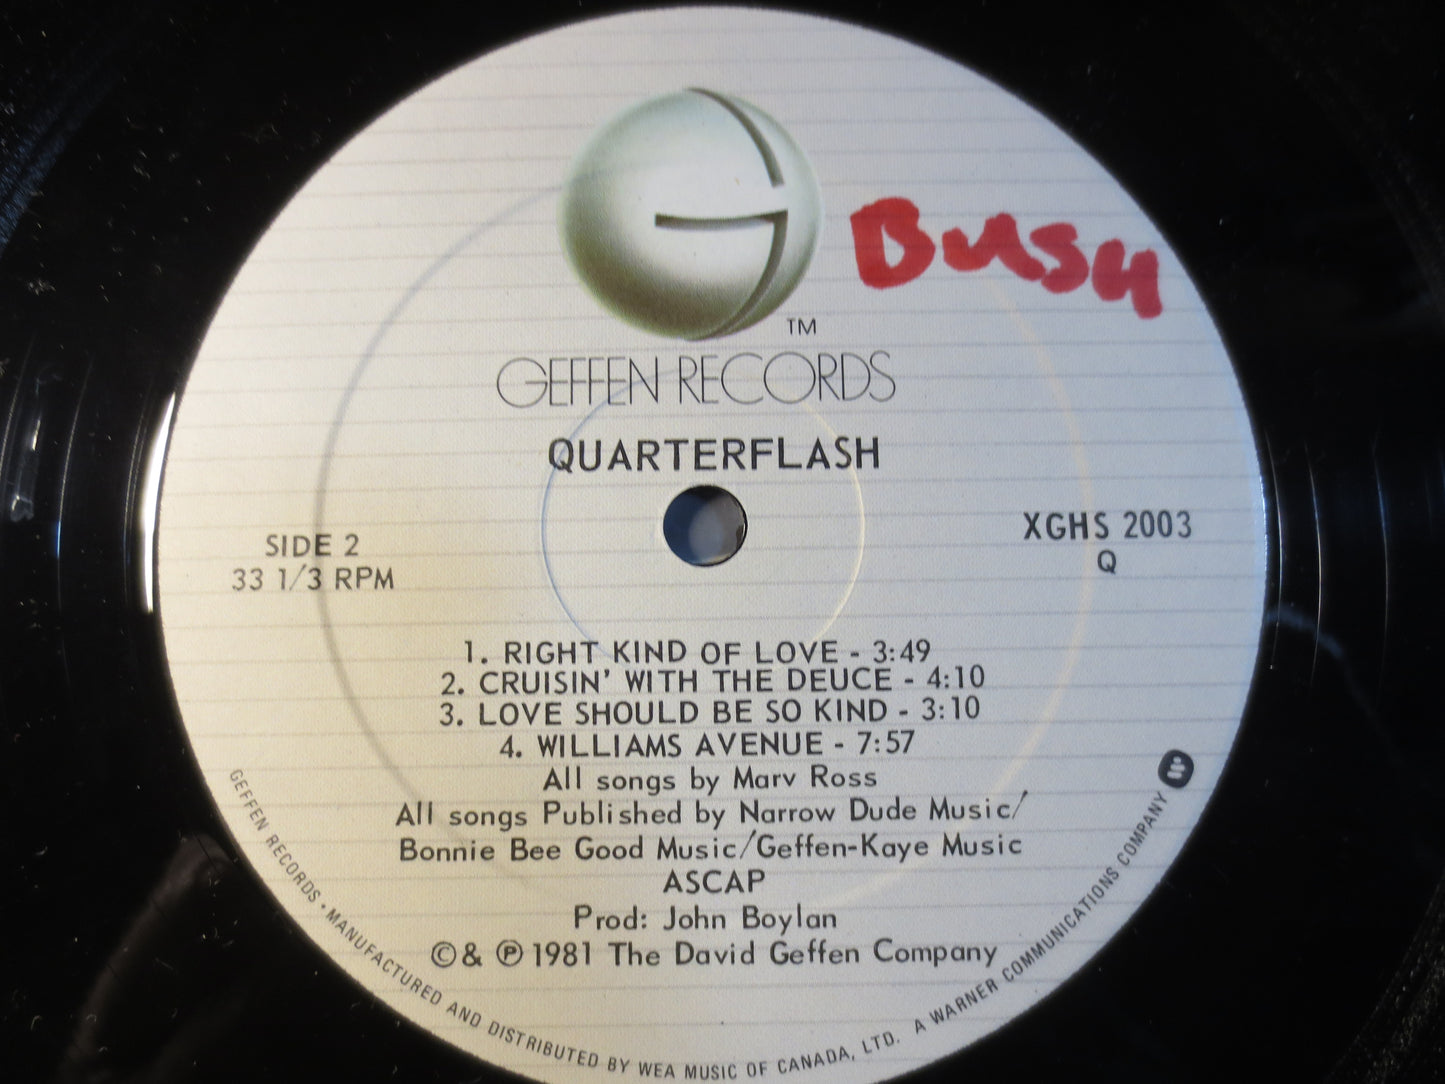 Bush
TM
GEFFEN RECORDS
QUARTERFLASH
SIDE 2
33 1/3 RPM
XGHS 2003
Q
1. RIGHT KIND OF LOVE - 3:49
2. CRUISIN' WITH THE DEUCE - 4:10
3. LOVE SHOULD BE SO KIND - 3:10
4. WILLIAMS AVENUE - 7:57
All songs by Marv Ross
All songs Published by Narrow Dude Music/
Bonnie Bee Good Music/Geffen-Kaye Music
ASCAP
Prod: John Boylan
©& ℗ 1981 The David Geffen Company
GEFFEN RECORDS • MANUFACTURED AND DISTRIBUTED BY WEA MUSIC OF CANADA, LTD. A WARNER COMMUNICATIONS COMPANY